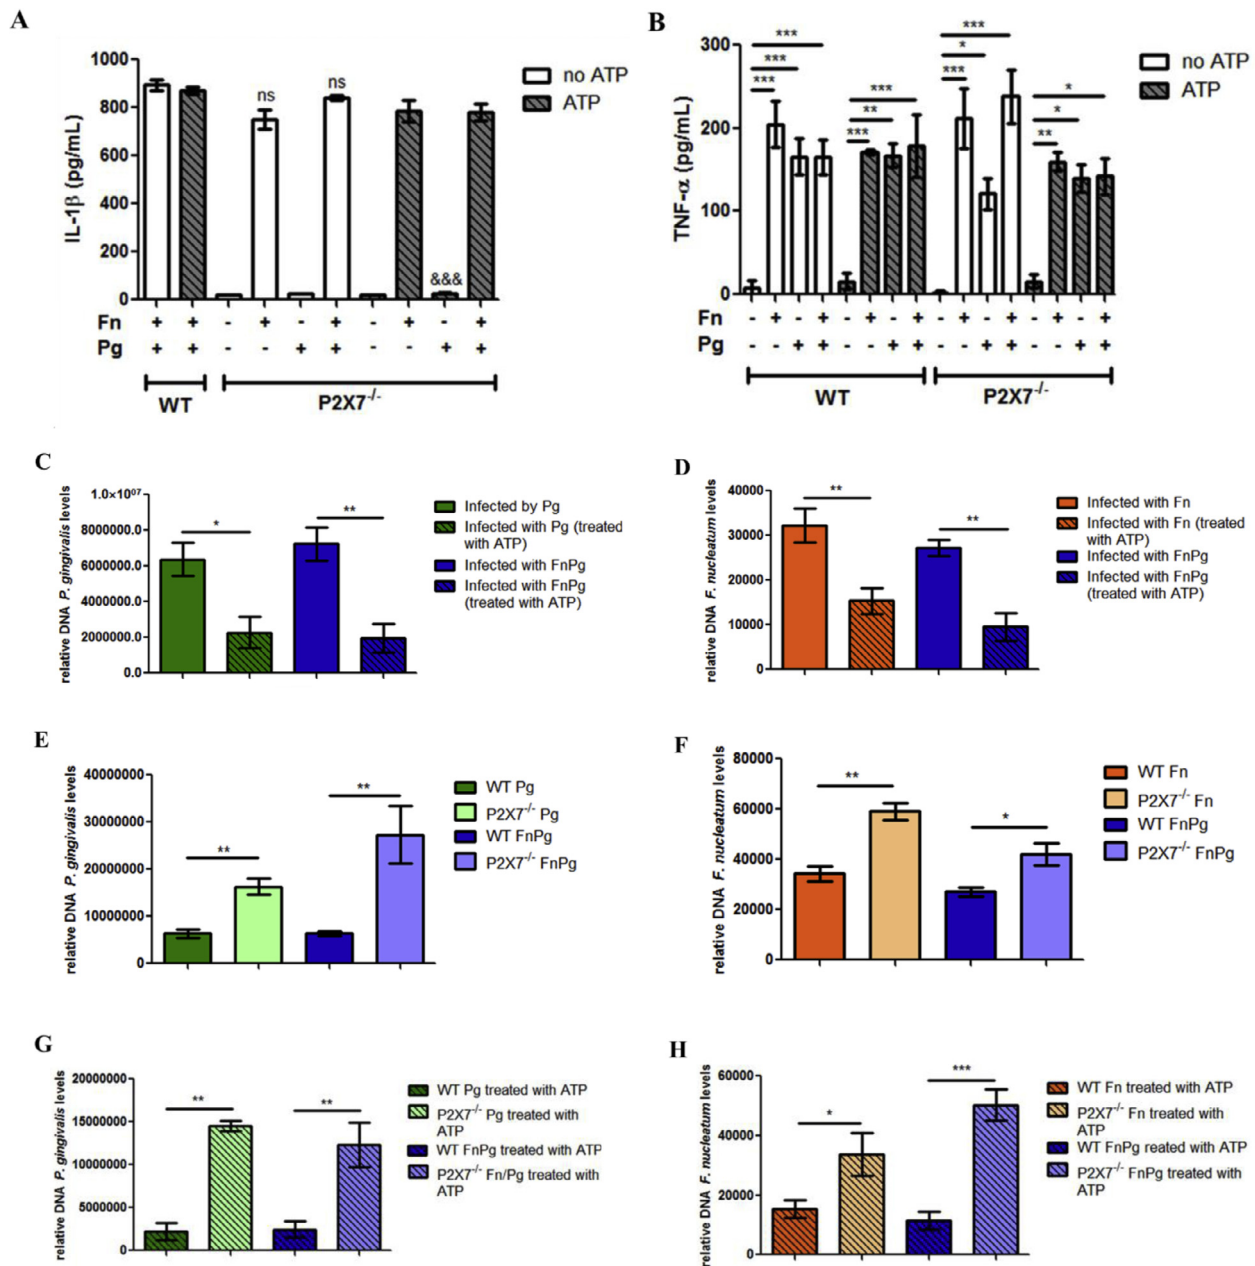 A
IL-1β (pg/mL)
1000
800
600
400
200
0
ns
ns
&&&
no ATP
ATP
Fn + + - + - + - + - +
Pg + + - - + + - - + +
WT
P2X7-/-
B
TNF-α (pg/mL)
300
200
100
0
*** *** *** *** ** *** *** * *** ** * *
no ATP
ATP
Fn - + - + - + - + - + - + - + - +
Pg - - + + - - + + - - + + - - + +
WT
P2X7-/-
C
relative DNA P. gingivalis levels
1.0×10⁰⁷
8000000.0
6000000.0
4000000.0
2000000.0
0.0
*
**
Infected by Pg
Infected with Pg (treated
with ATP)
Infected with FnPg
Infected with FnPg
(treated with ATP)
D
relative DNA F. nucleatum levels
40000
30000
20000
10000
0
**
**
Infected with Fn
Infected with Fn (treated
with ATP)
Infected with FnPg
Infected with FnPg
(treated with ATP)
E
relative DNA P. gingivalis levels
40000000
30000000
20000000
10000000
0
**
**
WT Pg
P2X7-/- Pg
WT FnPg
P2X7-/- FnPg
F
relative DNA F. nucleatum levels
80000
60000
40000
20000
0
**
*
WT Fn
P2X7-/- Fn
WT FnPg
P2X7-/- FnPg
G
relative DNA P. gingivalis levels
20000000
15000000
10000000
5000000
0
**
**
WT Pg treated with ATP
P2X7-/- Pg treated with
ATP
WT FnPg treated with ATP
P2X7-/- Fn/Pg treated with
ATP
H
relative DNA F. nucleatum levels
60000
40000
20000
0
*
***
WT Fn treated with ATP
P2X7-/- Fn treated with
ATP
WT FnPg reated with ATP
P2X7-/- FnPg treated with
ATP